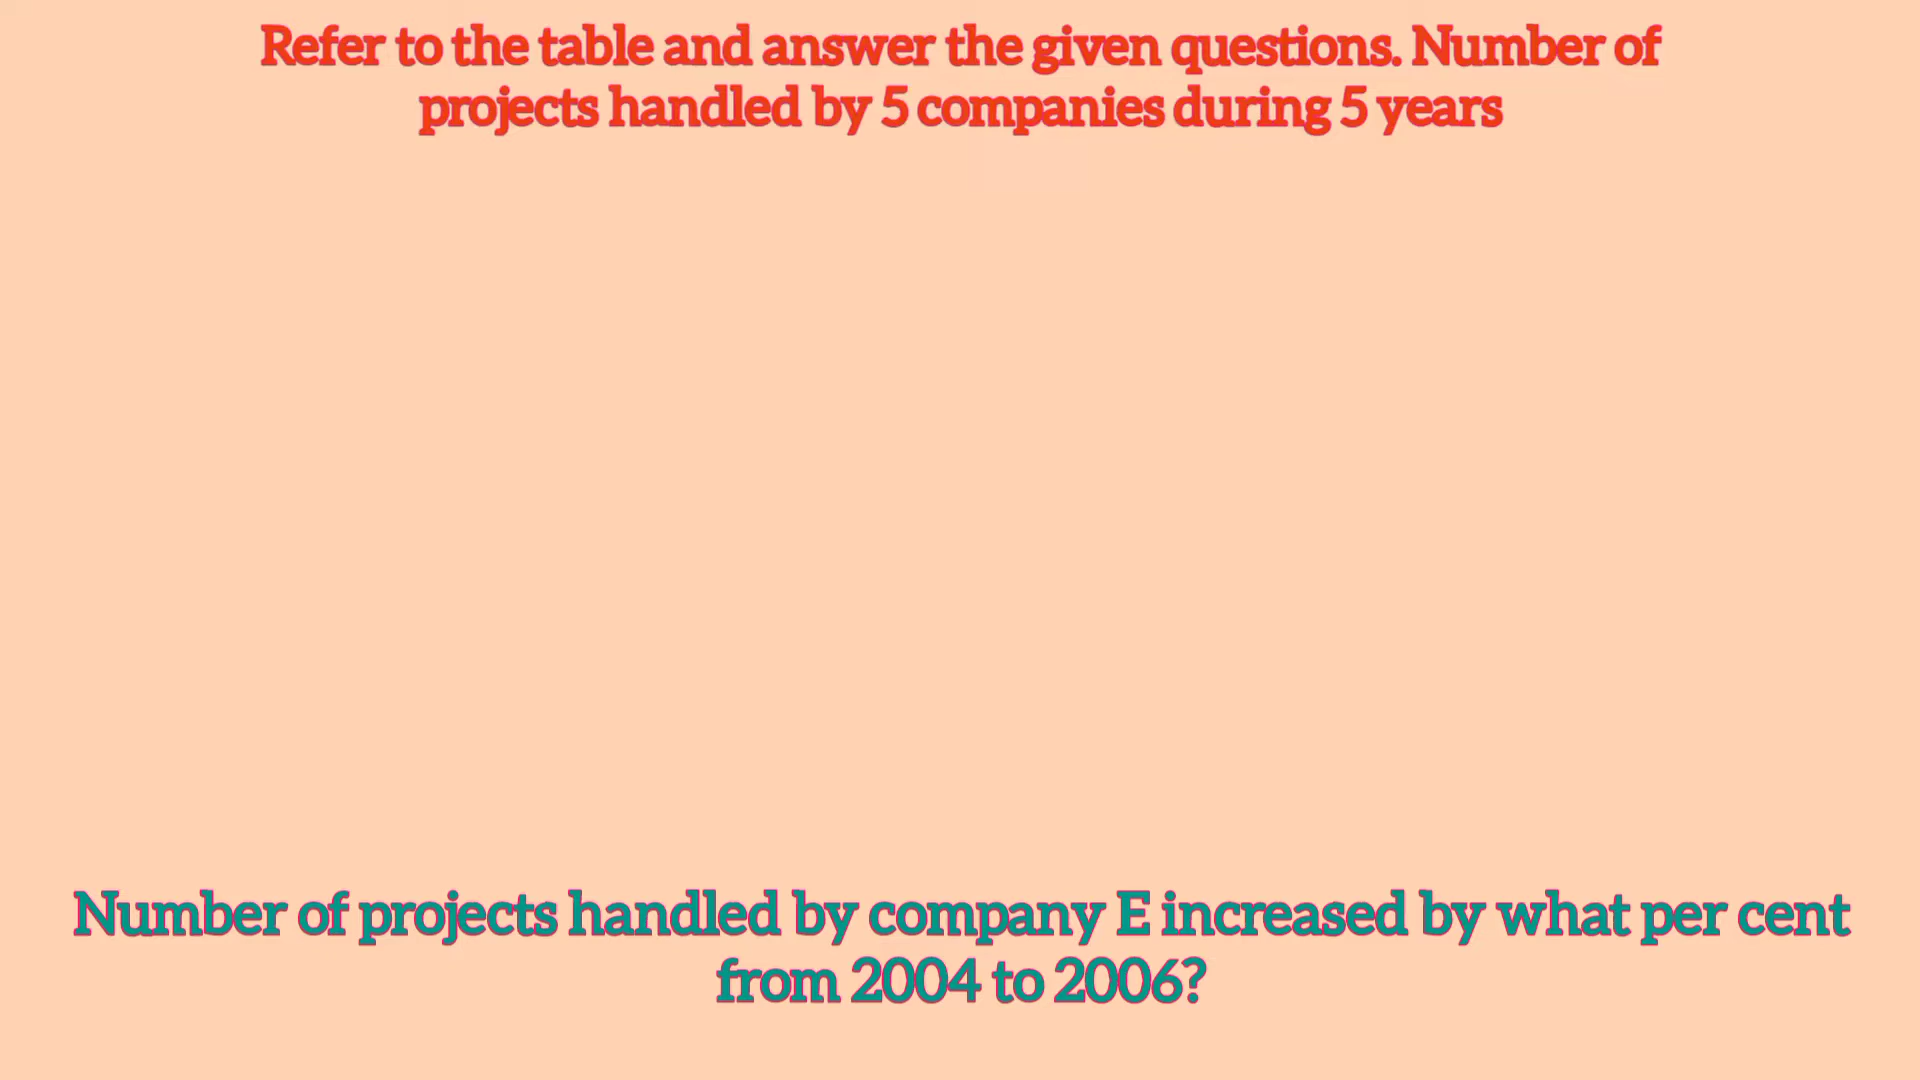 Refer to the table and answer the given questions. Number of
projects handled by 5 companies during 5 years
Number of projects handled by company E increased by what per cent
from 2004 to 2006?